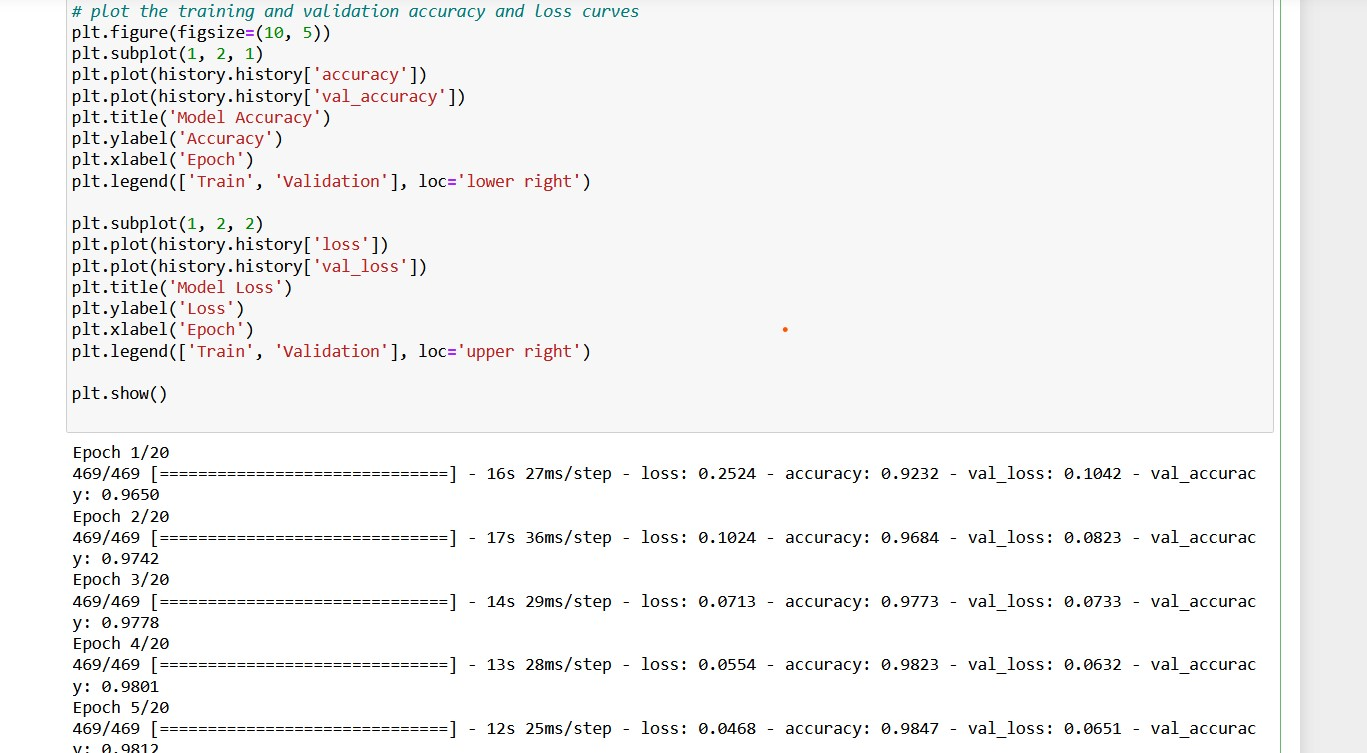 # plot the training and validation accuracy and loss curves
plt.figure(figsize=(10, 5))
plt.subplot(1, 2, 1)
plt.plot(history.history['accuracy'])
plt.plot(history.history['val_accuracy'])
plt.title('Model Accuracy')
plt.ylabel('Accuracy')
plt.xlabel('Epoch')
plt.legend(['Train', 'Validation'], loc='lower right')
plt.subplot(1, 2, 2)
plt.plot(history.history['loss'])
plt.plot(history.history['val_loss'])
plt.title('Model Loss')
plt.ylabel('Loss')
plt.xlabel('Epoch')
plt.legend(['Train', 'Validation'], loc='upper right')
plt.show()
Epoch 1/20
469/469 [==============================] - 16s 27ms/step - loss: 0.2524 - accuracy: 0.9232 - val_loss: 0.1042 - val_accurac
y: 0.9650
Epoch 2/20
469/469 [==============================] - 17s 36ms/step - loss: 0.1024 - accuracy: 0.9684 - val_loss: 0.0823 - val_accurac
y: 0.9742
Epoch 3/20
469/469 [==============================] - 14s 29ms/step - loss: 0.0713 - accuracy: 0.9773 - val_loss: 0.0733 - val_accurac
y: 0.9778
Epoch 4/20
469/469 [==============================] - 13s 28ms/step - loss: 0.0554 - accuracy: 0.9823 - val_loss: 0.0632 - val_accurac
y: 0.9801
Epoch 5/20
469/469 [==============================] - 12s 25ms/step - loss: 0.0468 - accuracy: 0.9847 - val_loss: 0.0651 - val_accurac
y: 0.9812